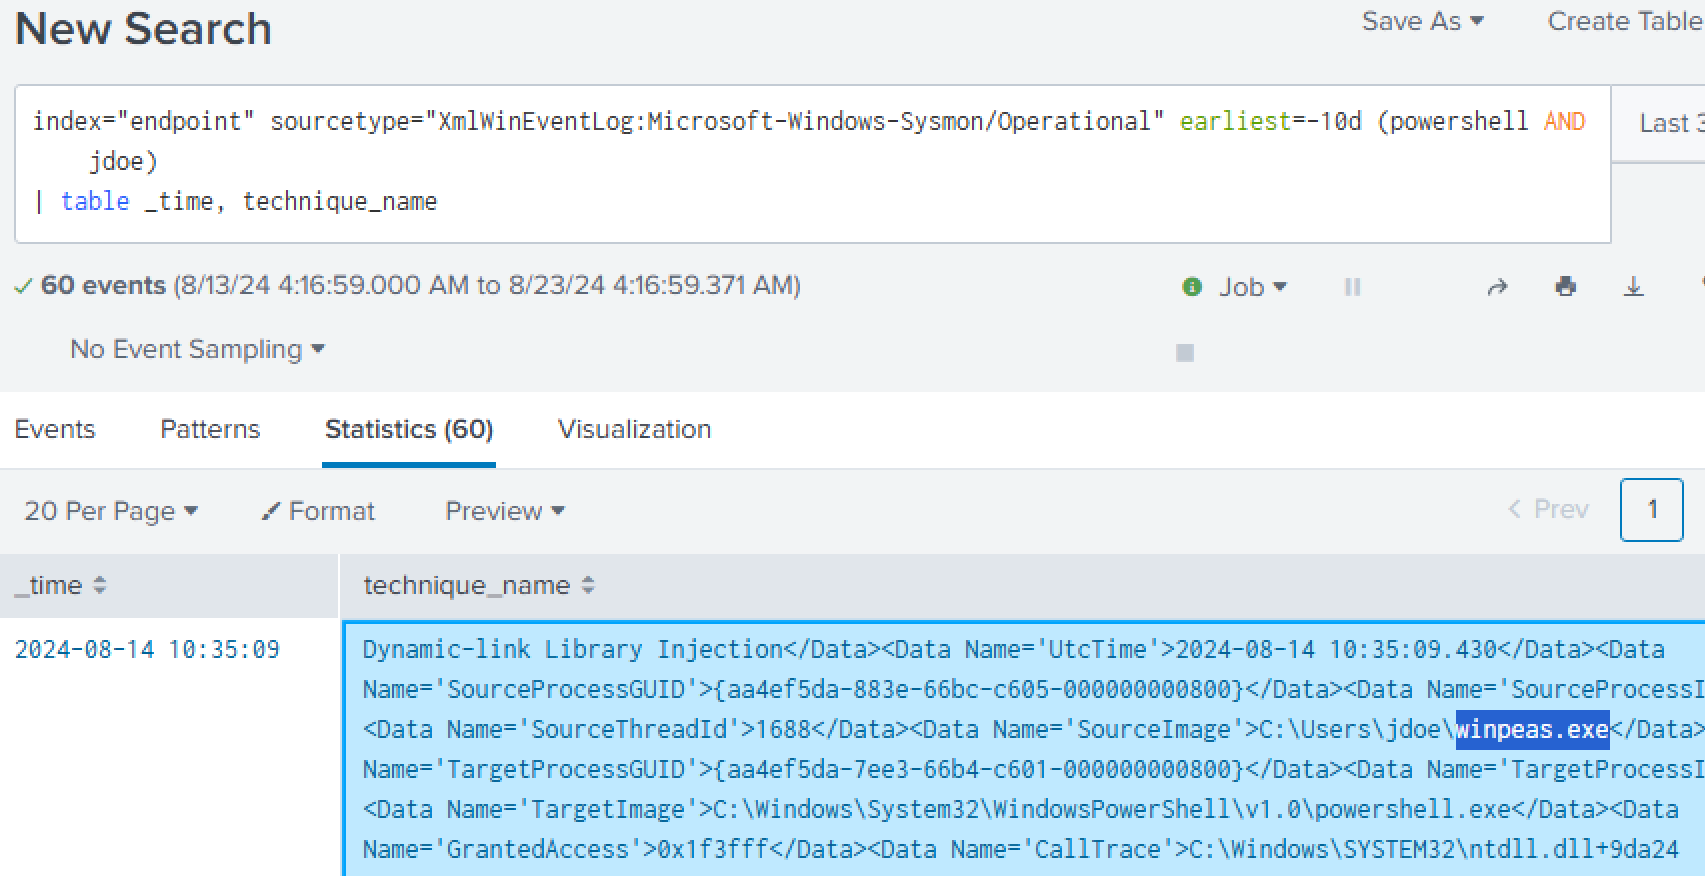 New Search
Save As
Create Table
index="endpoint" sourcetype="XmlWinEventLog:Microsoft-Windows-Sysmon/Operational" earliest=-10d (powershell AND
jdoe)
| table _time, technique_name
Last 3
60 events (8/13/24 4:16:59.000 AM to 8/23/24 4:16:59.371 AM)
Job
No Event Sampling
Events
Patterns
Statistics (60)
Visualization
20 Per Page
Format
Preview
< Prev
1
_time
technique_name
2024-08-14 10:35:09
Dynamic-link Library Injection</Data><Data Name='UtcTime'>2024-08-14 10:35:09.430</Data><Data
Name='SourceProcessGUID'>{aa4ef5da-883e-66bc-c605-000000000800}</Data><Data Name='SourceProcessI
<Data Name='SourceThreadId'>1688</Data><Data Name='SourceImage'>C:\Users\jdoe\winpeas.exe</Data>
Name='TargetProcessGUID'>{aa4ef5da-7ee3-66b4-c601-000000000800}</Data><Data Name='TargetProcessI
<Data Name='TargetImage'>C:\Windows\System32\WindowsPowerShell\v1.0\powershell.exe</Data><Data
Name='GrantedAccess'>0x1f3fff</Data><Data Name='CallTrace'>C:\Windows\SYSTEM32\ntdll.dll+9da24